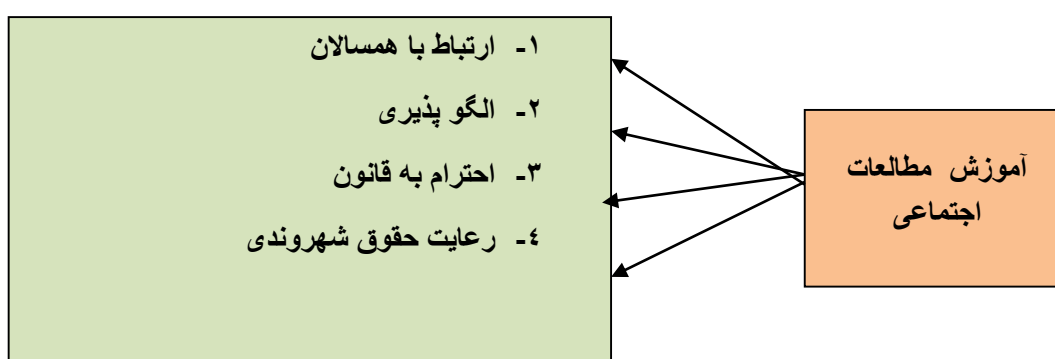 ۱- ارتباط با همسالان
۲- الگو پذیری
۳- احترام به قانون
۴- رعایت حقوق شهروندی
آموزش مطالعات
اجتماعی